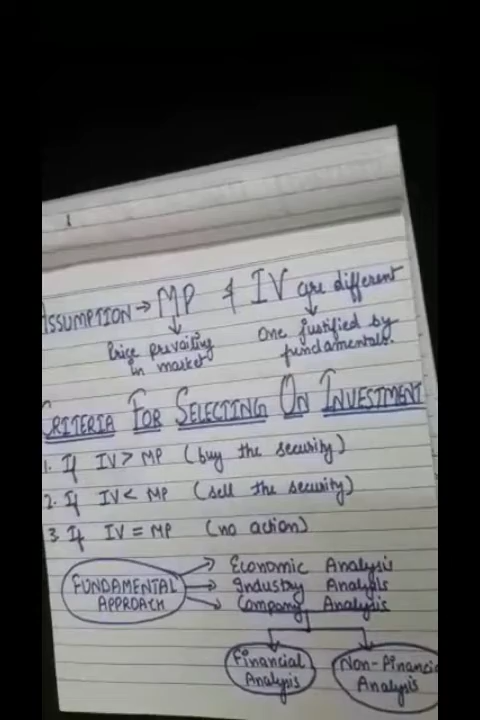 ASSUMPTION → MP & IV are different
Price prevailing in market
One justified by fundamentals.
CRITERIA FOR SELECTING ON INVESTMENT
1. If IV > MP (buy the security)
2. If IV < MP (sell the security)
3. If IV = MP (no action)
FUNDAMENTAL APPROACH
Economic Analysis
Industry Analysis
Company Analysis
Financial Analysis
Non-Financia
Analysis